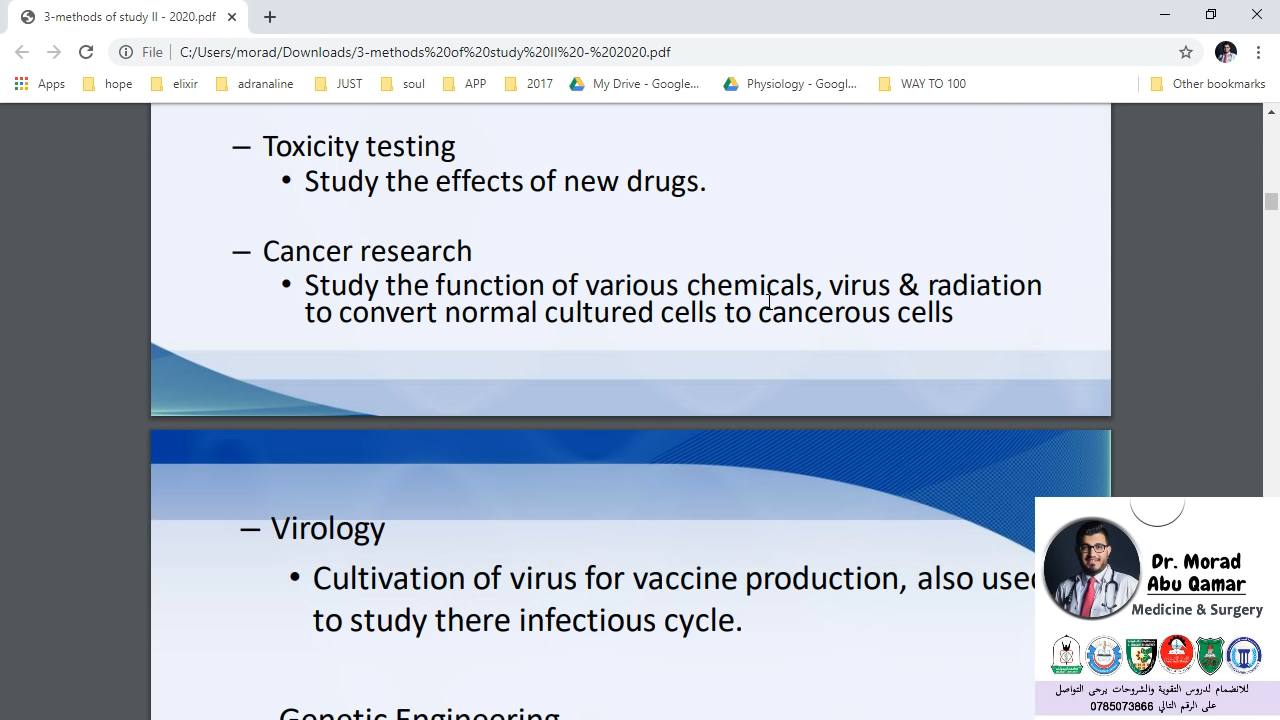 3-methods of study II - 2020.pdf
File
C:/Users/morad/Downloads/3-methods%20of%20study%20II%20-%202020.pdf
Apps hope elixir adranaline JUST soul APP 2017 My Drive - Google... Physiology - Googl... WAY TO 100 Other bookmarks
– Toxicity testing
• Study the effects of new drugs.
– Cancer research
• Study the function of various chemicals, virus & radiation
to convert normal cultured cells to cancerous cells
– Virology
• Cultivation of virus for vaccine production, also used
to study there infectious cycle.
Genetic Engineering
Dr. Morad
Abu Qamar
Medicine & Surgery
للانضمام لدروس التقوية والشروحات يرجى التواصل
على الرقم التالي 0785073866